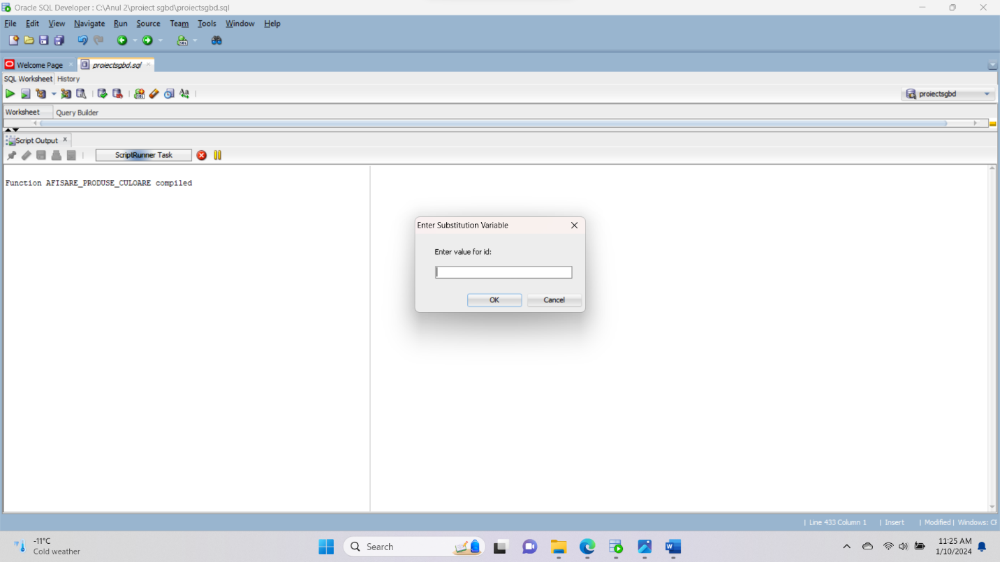 Oracle SQL Developer : C:\Anul 2\proiect sgbd\proiectsgbd.sql
File Edit View Navigate Run Source Team Tools Window Help
Welcome Page
proiectsgbd.sql
SQL Worksheet History
proiectsgbd
Worksheet Query Builder
Script Output
ScriptRunner Task
Function AFISARE_PRODUSE_CULOARE compiled
Enter Substitution Variable
Enter value for id:
OK Cancel
| Line 433 Column 1 | Insert | Modified | Windows: CF
-11°C
Cold weather
Search
11:25 AM
1/10/2024